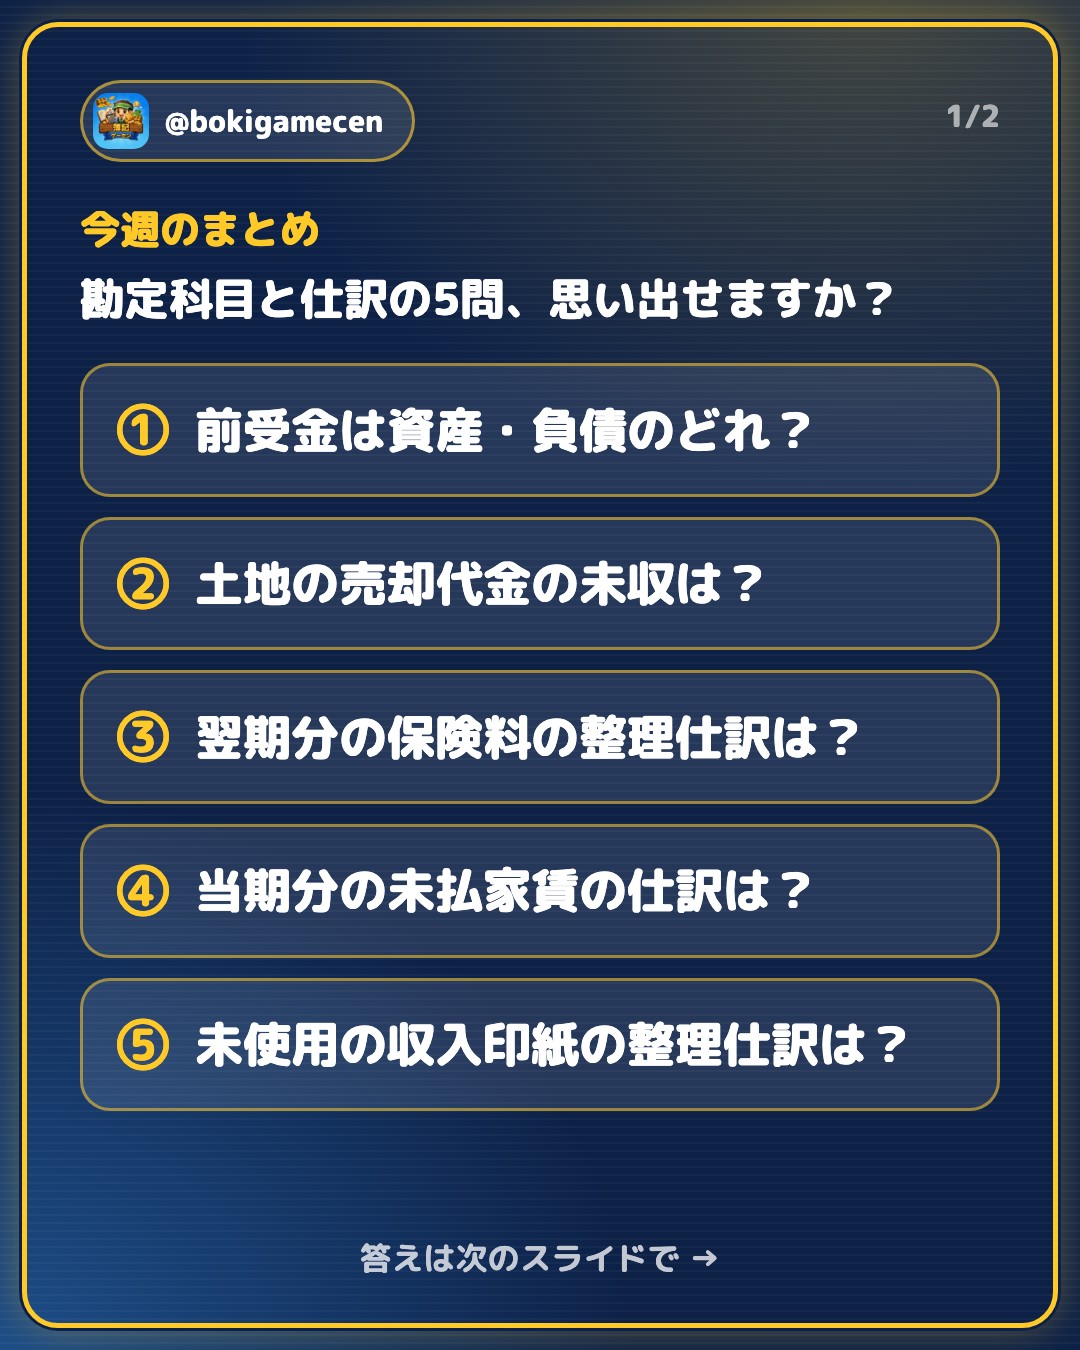 @bokigamecen
1/2
今週のまとめ
勘定科目と仕訳の5問、思い出せますか？
① 前受金は資産・負債のどれ？
② 土地の売却代金の未収は？
③ 翌期分の保険料の整理仕訳は？
④ 当期分の未払家賃の仕訳は？
⑤ 未使用の収入印紙の整理仕訳は？
答えは次のスライドで →